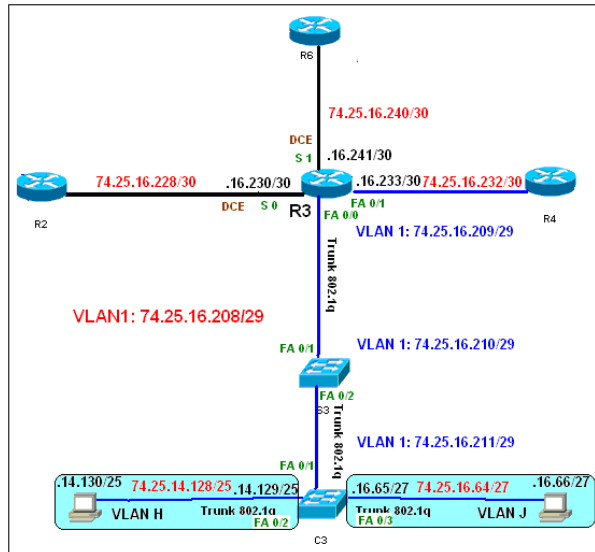 R6
74.25.16.240/30
DCE
S 1
.16.241/30
74.25.16.228/30
.16.230/30
.16.233/30
74.25.16.232/30
R2
DCE
S 0
R3
FA 0/1
FA 0/0
R4
VLAN 1: 74.25.16.209/29
Trunk 802.1q
VLAN1: 74.25.16.208/29
FA 0/1
VLAN 1: 74.25.16.210/29
FA 0/2
S3
Trunk 802.1q
VLAN 1: 74.25.16.211/29
FA 0/1
.14.130/25
74.25.14.128/25
.14.129/25
.16.65/27
74.25.16.64/27
.16.66/27
VLAN H
Trunk 802.1q
FA 0/2
Trunk 802.1q
FA 0/3
VLAN J
C3